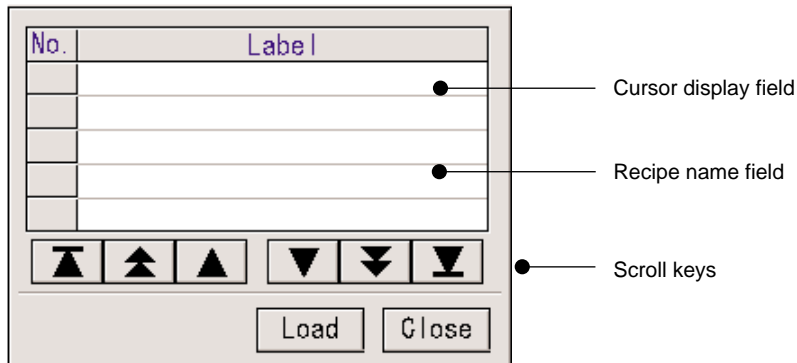 No. Label
Cursor display field
Recipe name field
Scroll keys
Load Close